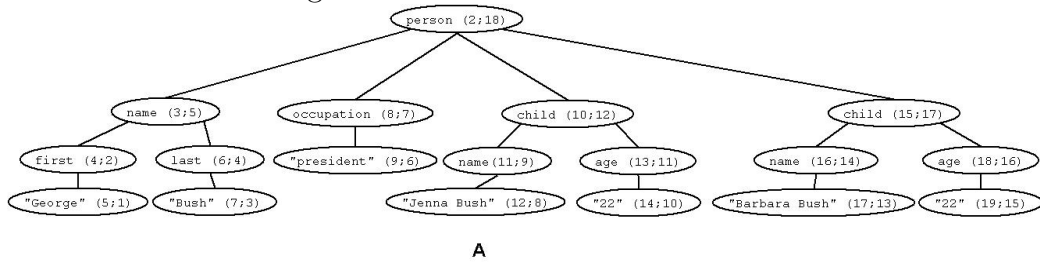 person (2;18)
name (3;5) occupation (8;7) child (10;12) child (15;17)
first (4;2) last (6;4) "president" (9;6) name(11;9) age (13;11) name (16;14) age (18;16)
"George" (5;1) "Bush" (7;3) "Jenna Bush" (12;8) "22" (14;10) "Barbara Bush" (17;13) "22" (19;15)
A